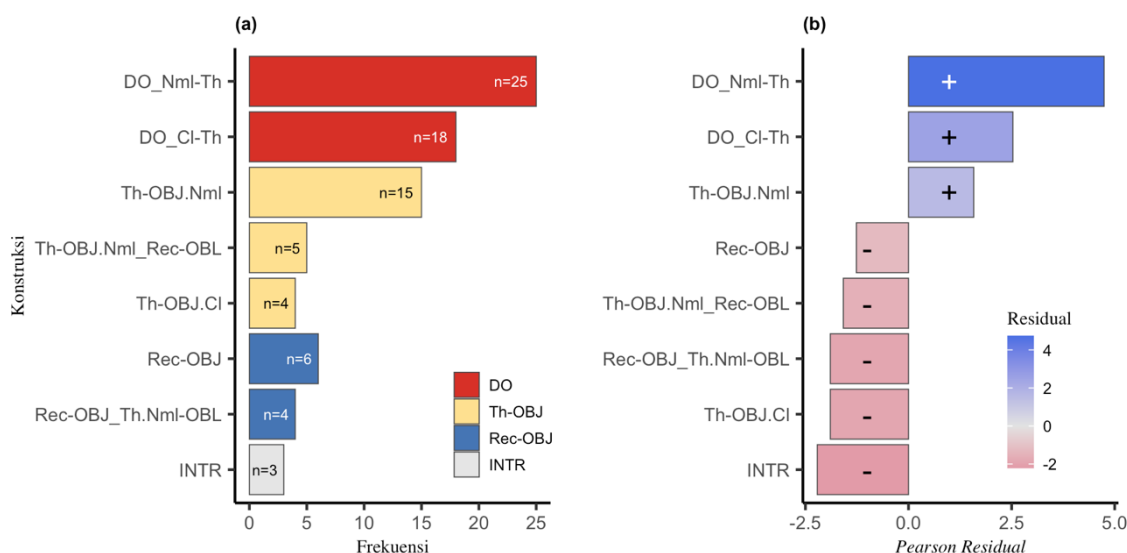 (a)
Konstruksi
DO_Nml-Th
n=25
DO_Cl-Th
n=18
Th-OBJ.Nml
n=15
Th-OBJ.Nml_Rec-OBL
n=5
Th-OBJ.Cl
n=4
Rec-OBJ
n=6
Rec-OBJ_Th.Nml-OBL
n=4
INTR
n=3
DO
Th-OBJ
Rec-OBJ
INTR
0 5 10 15 20 25
Frekuensi
(b)
DO_Nml-Th
+
DO_Cl-Th
+
Th-OBJ.Nml
+
Rec-OBJ
-
Th-OBJ.Nml_Rec-OBL
-
Rec-OBJ_Th.Nml-OBL
-
Th-OBJ.Cl
-
INTR
-
Residual
4
2
0
-2
-2.5 0.0 2.5 5.0
Pearson Residual